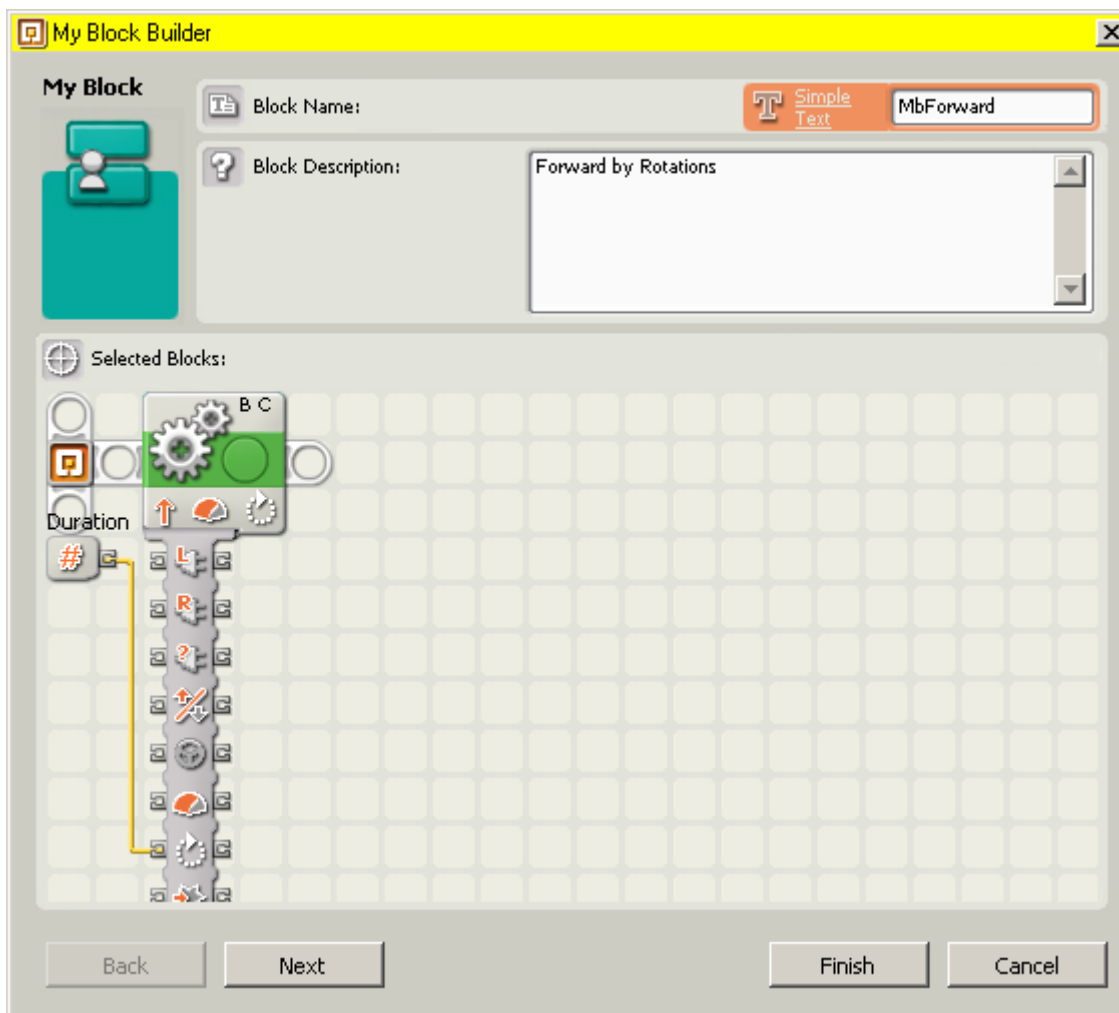 My Block Builder
My Block
Block Name:
T Simple Text
MbForward
Block Description:
Forward by Rotations
Selected Blocks:
B C
Duration
#
L
R
?
Back
Next
Finish
Cancel